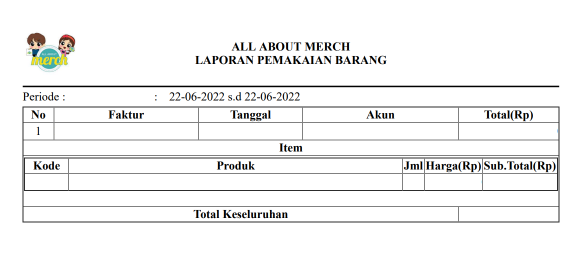 ALL ABOUT MERCH
LAPORAN PEMAKAIAN BARANG
merch
Periode : : 22-06-2022 s.d 22-06-2022
No Faktur Tanggal Akun Total(Rp)
1
Item
Kode Produk Jml Harga(Rp) Sub.Total(Rp)
Total Keseluruhan